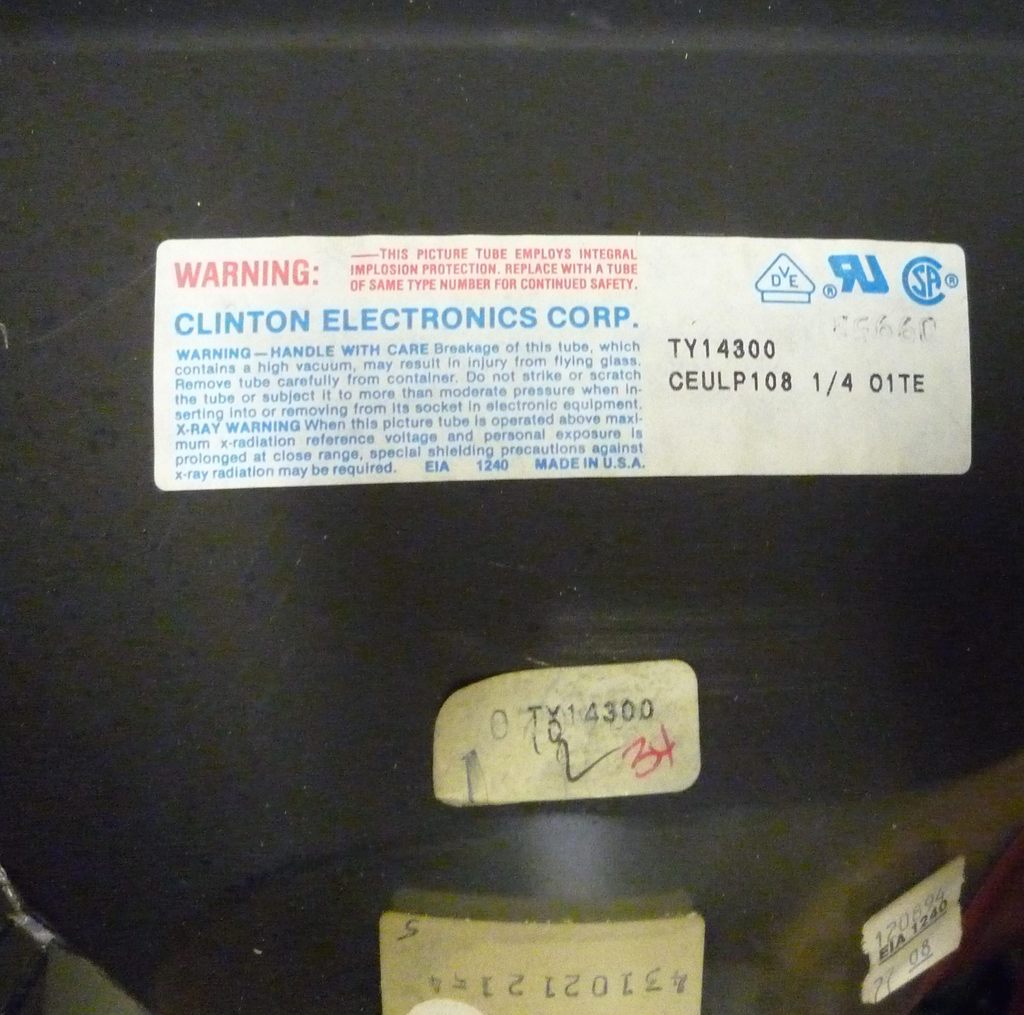 WARNING:
——THIS PICTURE TUBE EMPLOYS INTEGRAL
IMPLOSION PROTECTION. REPLACE WITH A TUBE
OF SAME TYPE NUMBER FOR CONTINUED SAFETY.
CLINTON ELECTRONICS CORP.
WARNING—HANDLE WITH CARE Breakage of this tube, which
contains a high vacuum, may result in injury from flying glass.
Remove tube carefully from container. Do not strike or scratch
the tube or subject it to more than moderate pressure when in-
serting into or removing from its socket in electronic equipment.
X-RAY WARNING When this picture tube is operated above maxi-
mum x-radiation reference voltage and personal exposure is
prolonged at close range, special shielding precautions against
x-ray radiation may be required. EIA 1240 MADE IN U.S.A.
DVE
® RU SA ®
TY14300
CEULP108 1/4 01TE
TY14300
34
5
EIA 1240
08